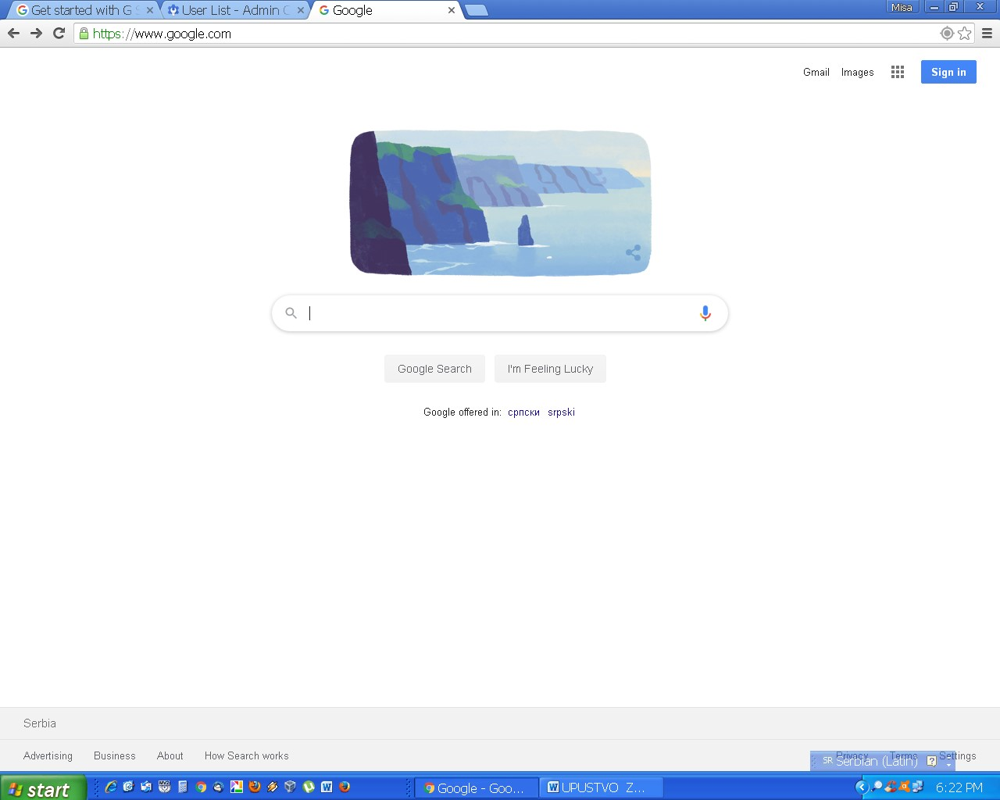 Get started with G S
User List - Admin C
Google
Misa
https://www.google.com
Gmail Images
Sign in
Google Search
I'm Feeling Lucky
Google offered in: српски srpski
Serbia
Advertising Business About How Search works
Privacy Terms Settings
SR Serbian (Latin)
start
Google - Goo...
UPUSTVO Z...
6:22 PM